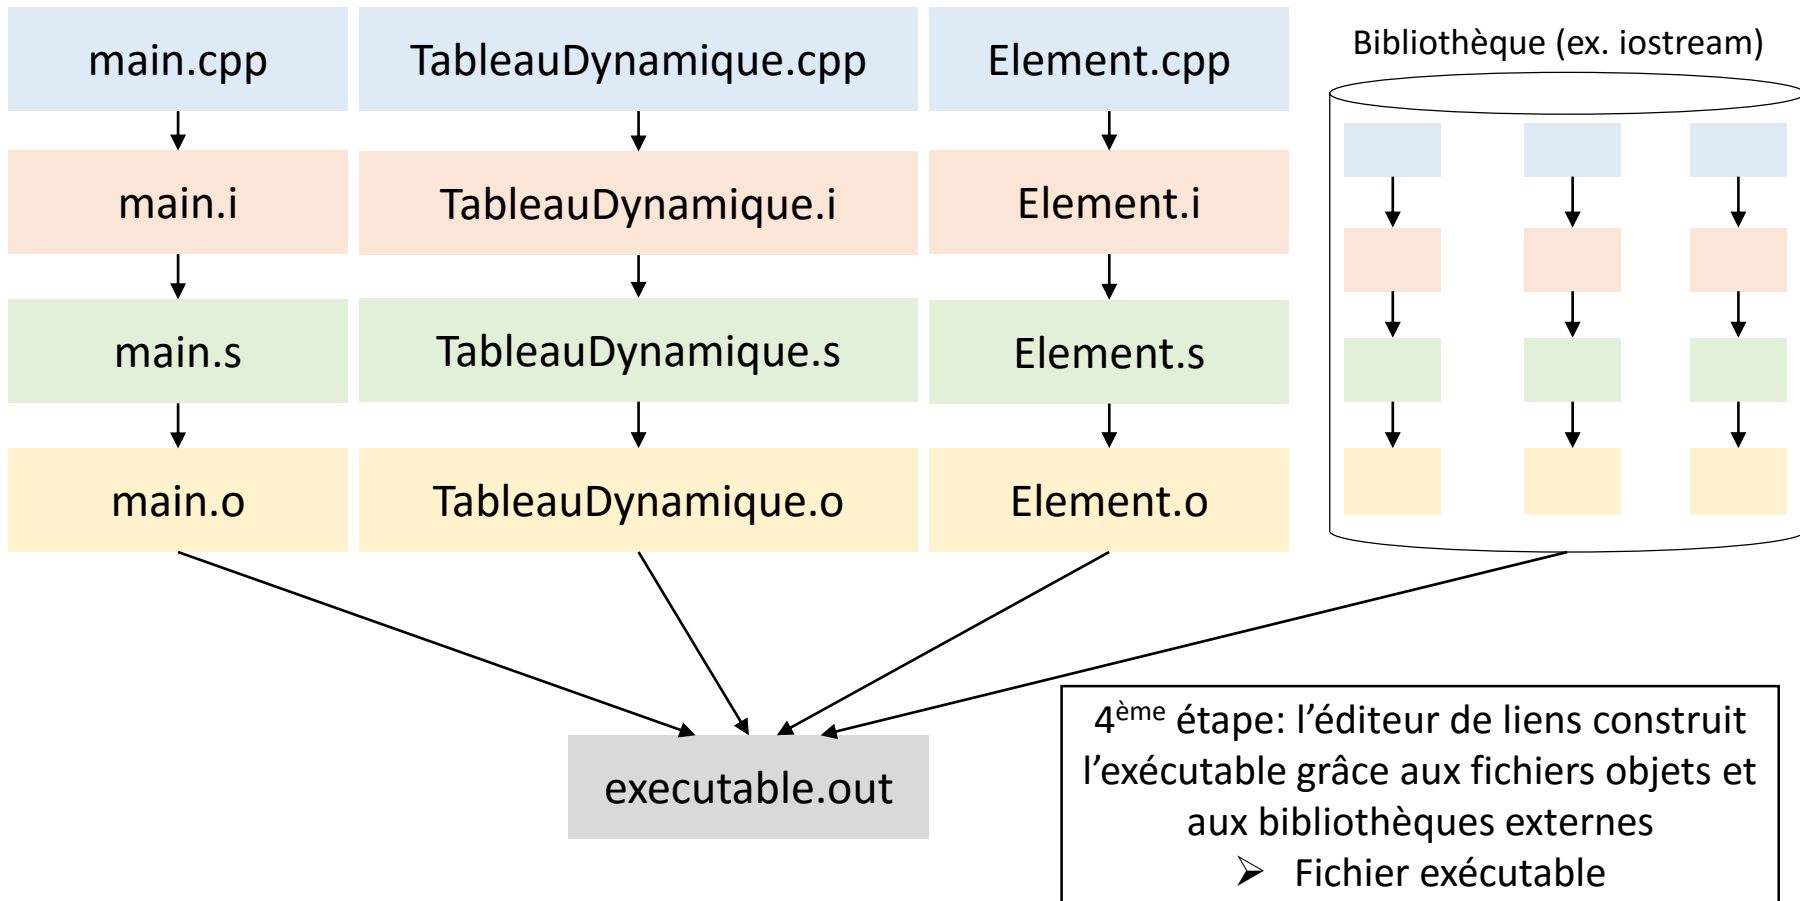 main.cpp
TableauDynamique.cpp
Element.cpp
Bibliothèque (ex. iostream)
main.i
TableauDynamique.i
Element.i
main.s
TableauDynamique.s
Element.s
main.o
TableauDynamique.o
Element.o
executable.out
4ème étape: l’éditeur de liens construit
l’exécutable grâce aux fichiers objets et
aux bibliothèques externes
➢ Fichier exécutable